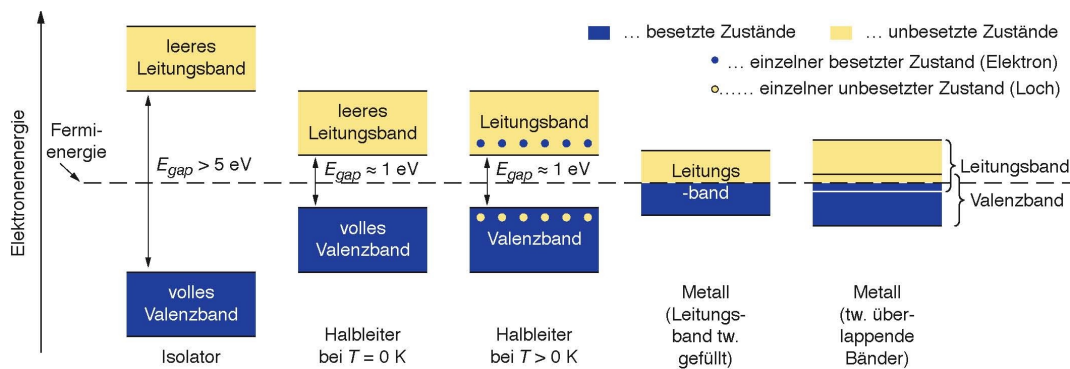 Elektronenenergie
Fermi-
energie
leeres
Leitungsband
E_gap > 5 eV
volles
Valenzband
Isolator
leeres
Leitungsband
E_gap ≈ 1 eV
volles
Valenzband
Halbleiter
bei T = 0 K
Leitungsband
E_gap ≈ 1 eV
Valenzband
Halbleiter
bei T > 0 K
... besetzte Zustände
... unbesetzte Zustände
... einzelner besetzter Zustand (Elektron)
...... einzelner unbesetzter Zustand (Loch)
Leitungs
-band
Metall
(Leitungs-
band tw.
gefüllt)
Leitungsband
Valenzband
Metall
(tw. über-
lappende
Bänder)